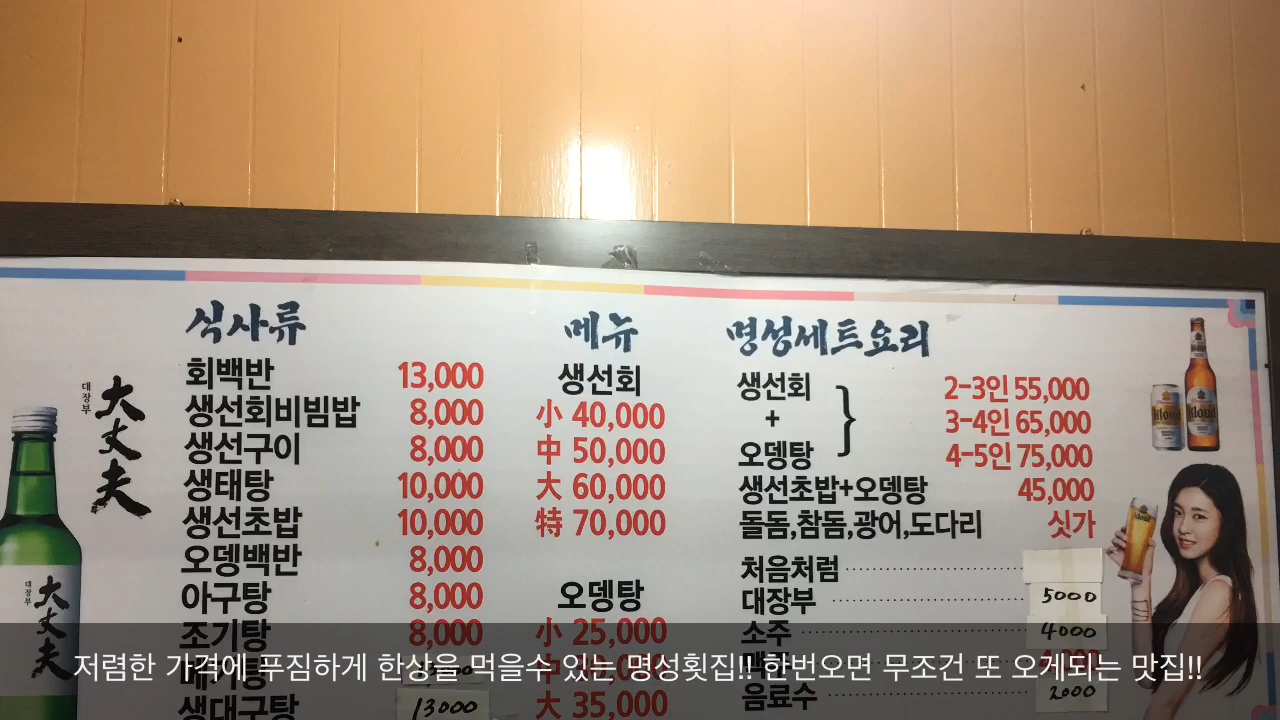 식사류
회백반 13,000
생선회비빔밥 8,000
생선구이 8,000
생태탕 10,000
생선초밥 10,000
오뎅백반 8,000
아구탕 8,000
조기탕 8,000
생대구탕 13000
메뉴
생선회
小 40,000
中 50,000
大 60,000
特 70,000
오뎅탕
小 25,000
大 35,000
명성세트요리
생선회 + 오뎅탕
2-3인 55,000
3-4인 65,000
4-5인 75,000
생선초밥+오뎅탕 45,000
돌돔,참돔,광어,도다리 싯가
처음처럼
대장부 5000
소주 4000
음료수 2000
대장부
大丈夫
대장부
大丈夫
Kloud
Kloud
저렴한 가격에 푸짐하게 한상을 먹을수 있는 명성횟집!! 한번오면 무조건 또 오게되는 맛집!!